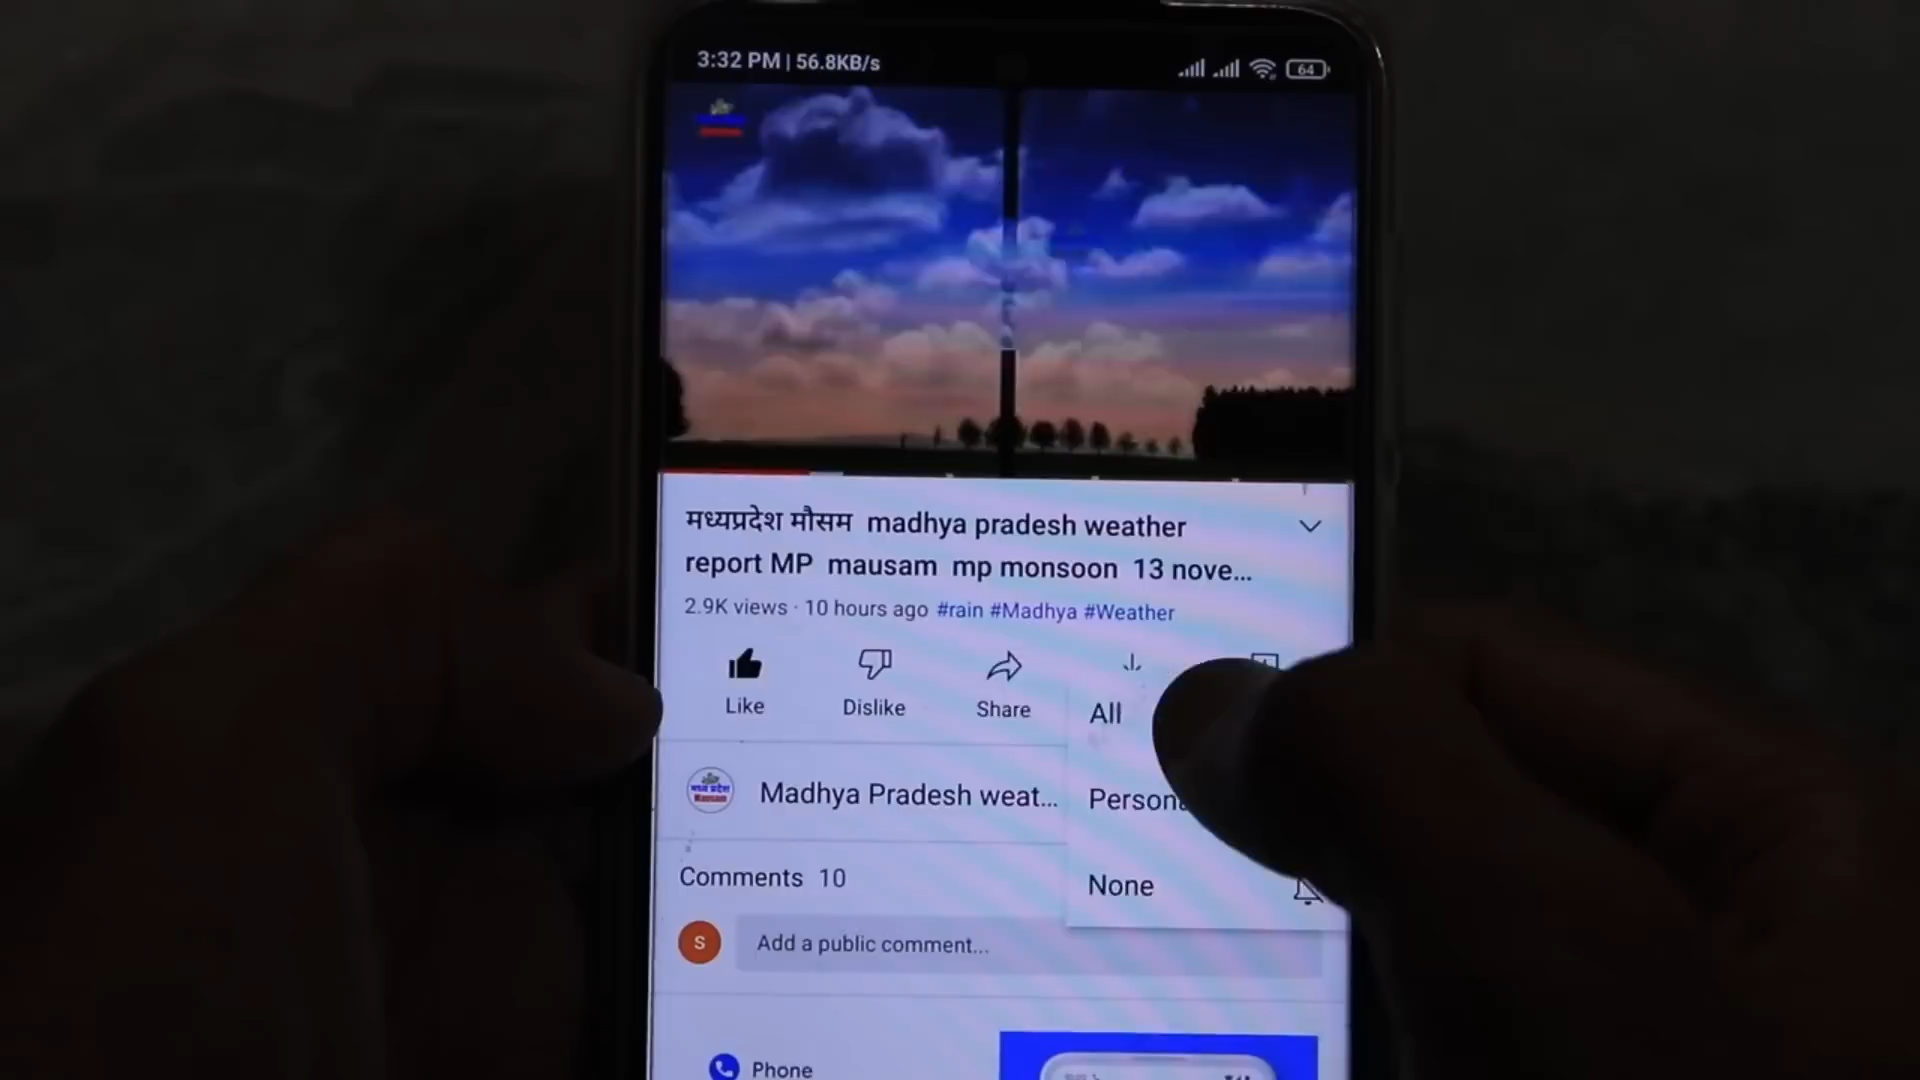 3:32 PM | 56.8KB/s
64
मध्यप्रदेश मौसम madhya pradesh weather
report MP mausam mp monsoon 13 nove...
2.9K views · 10 hours ago #rain #Madhya #Weather
Like
Dislike
Share
All
Madhya Pradesh weat...
Person
Comments 10
None
S
Add a public comment...
Phone